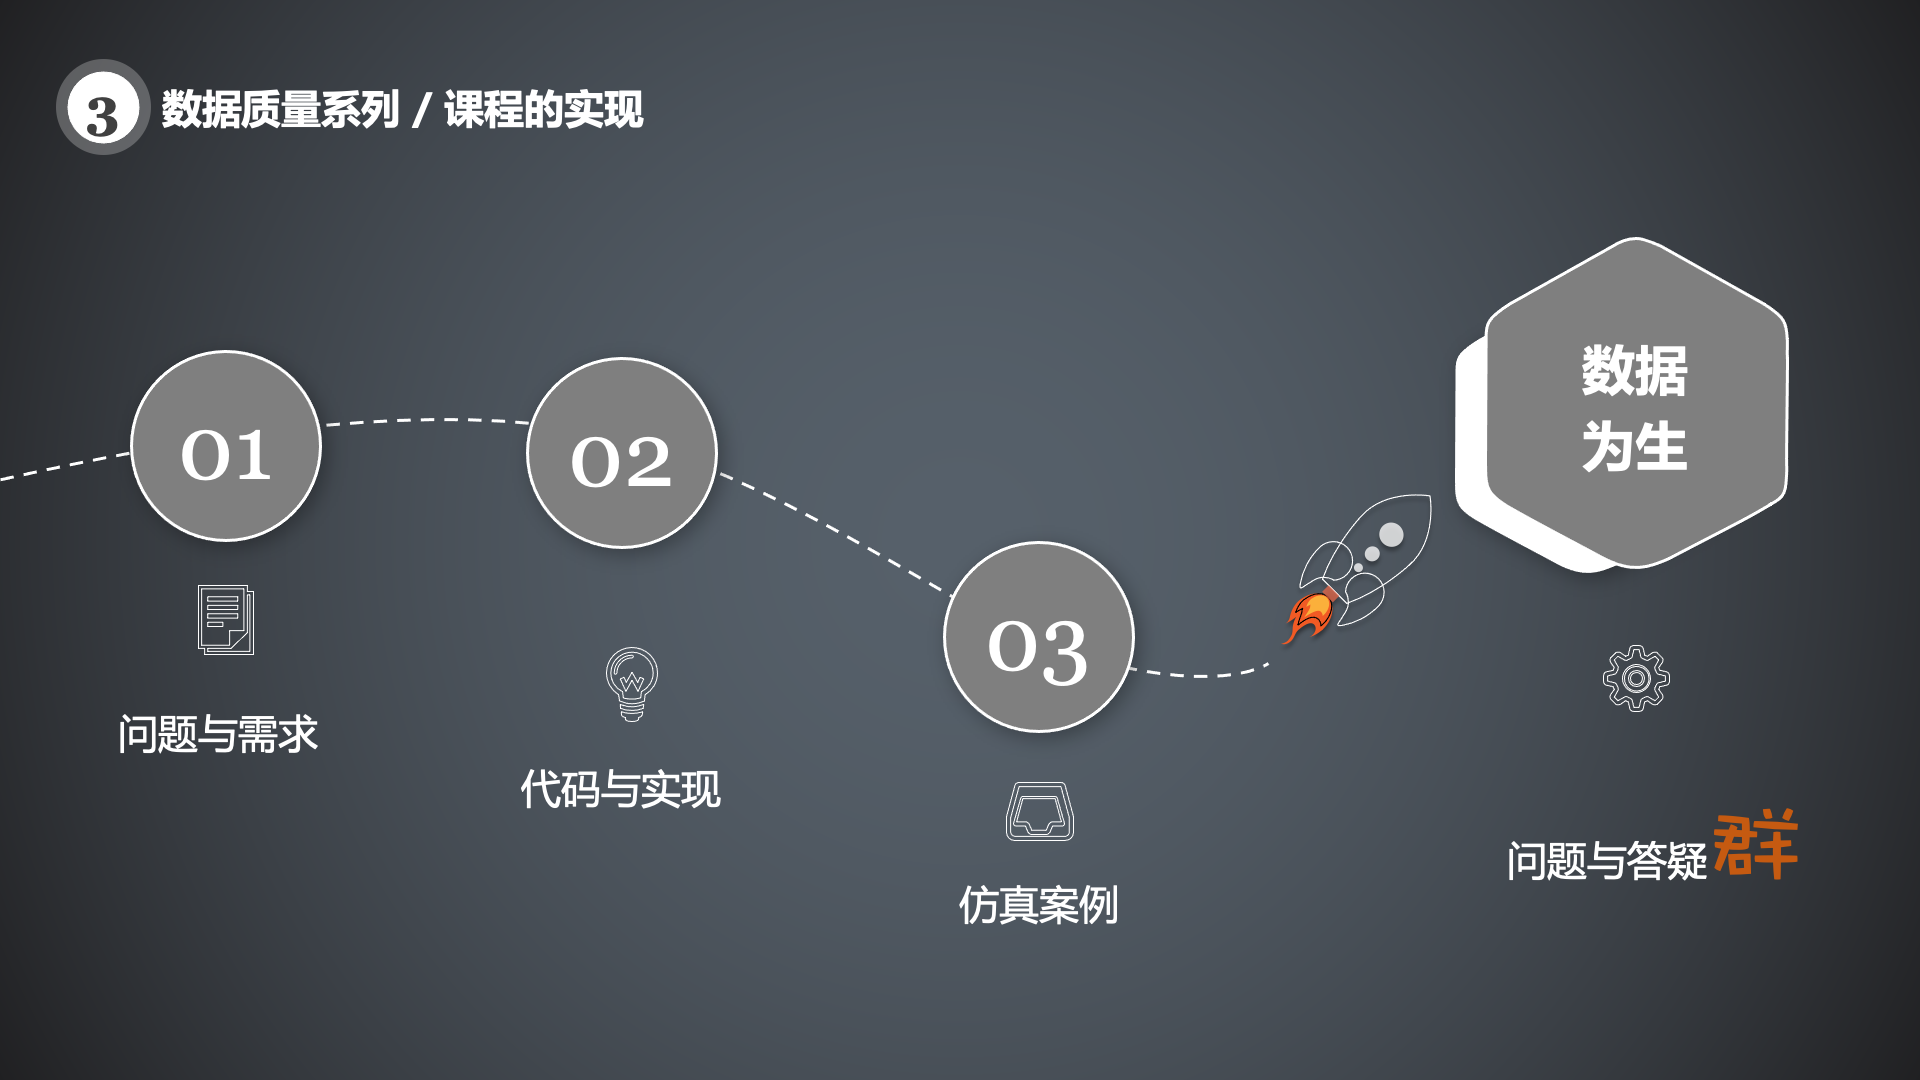 3
数据质量系列 / 课程的实现
01
问题与需求
02
代码与实现
03
仿真案例
数据
为生
问题与答疑群